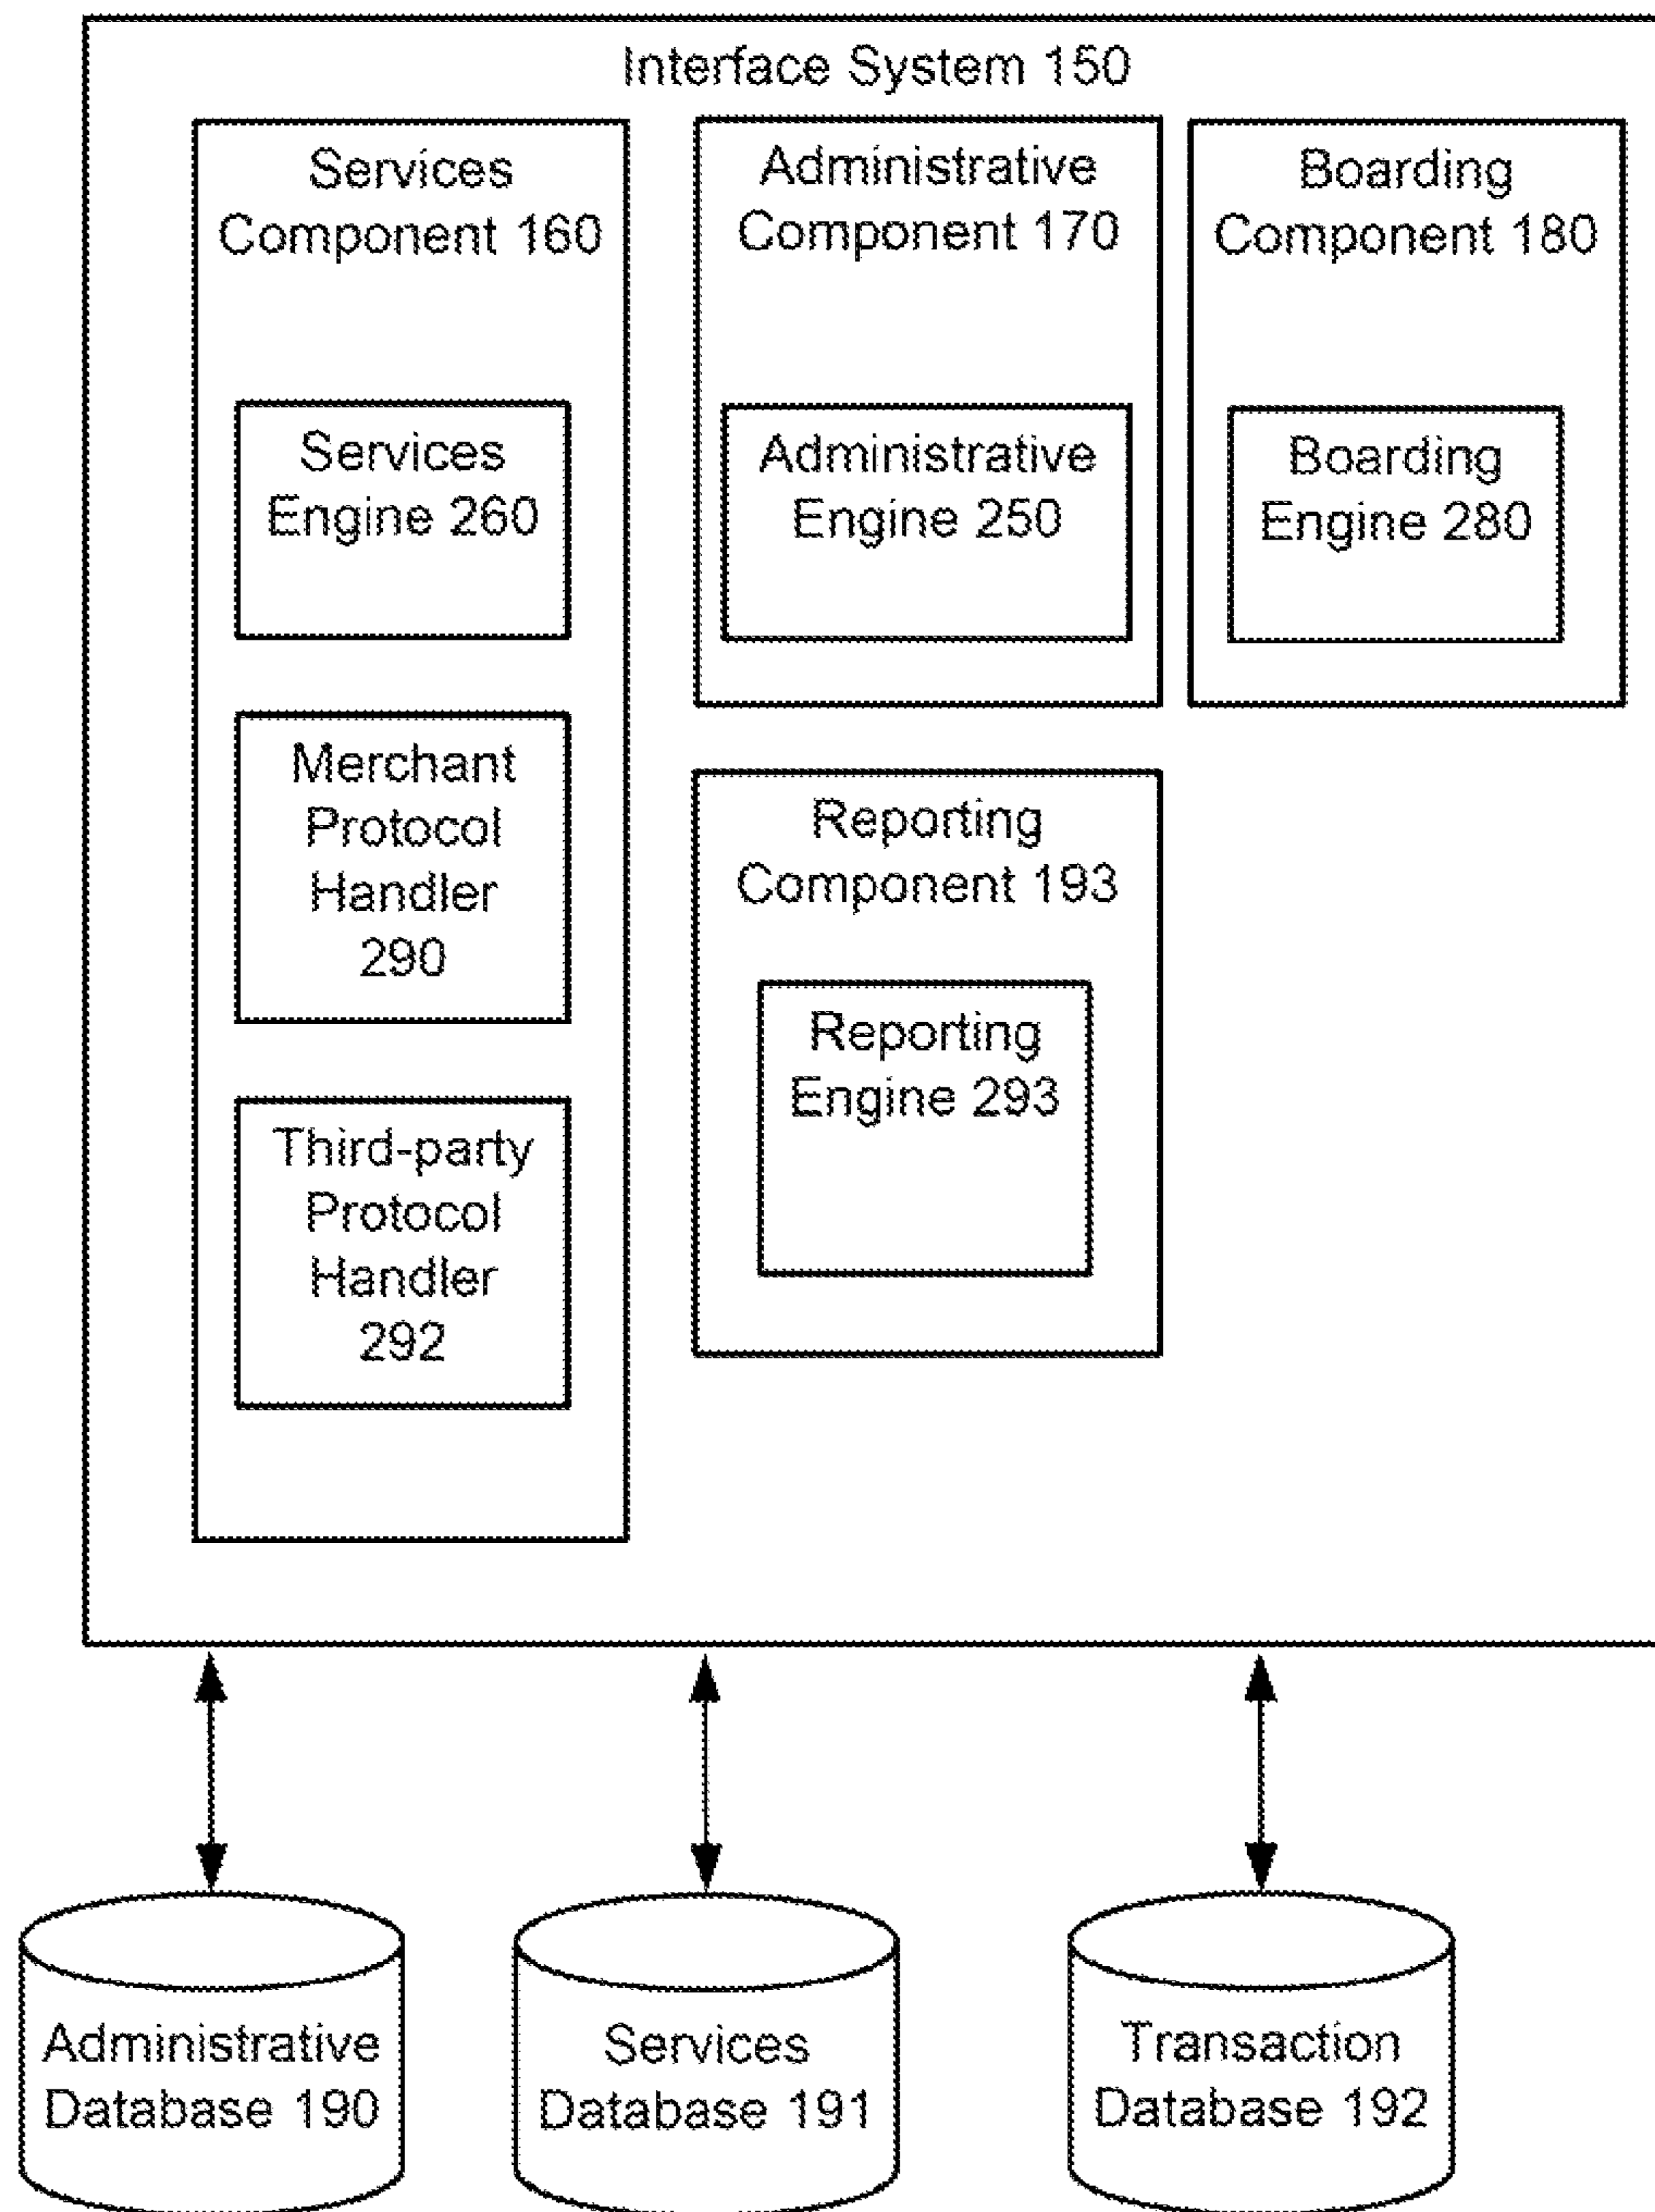 Interface System 150
Services
Component 160
Services
Engine 260
Merchant
Protocol
Handler
290
Third-party
Protocol
Handler
292
Administrative
Component 170
Administrative
Engine 250
Boarding
Component 180
Boarding
Engine 280
Reporting
Component 193
Reporting
Engine 293
Administrative
Database 190
Services
Database 191
Transaction
Database 192